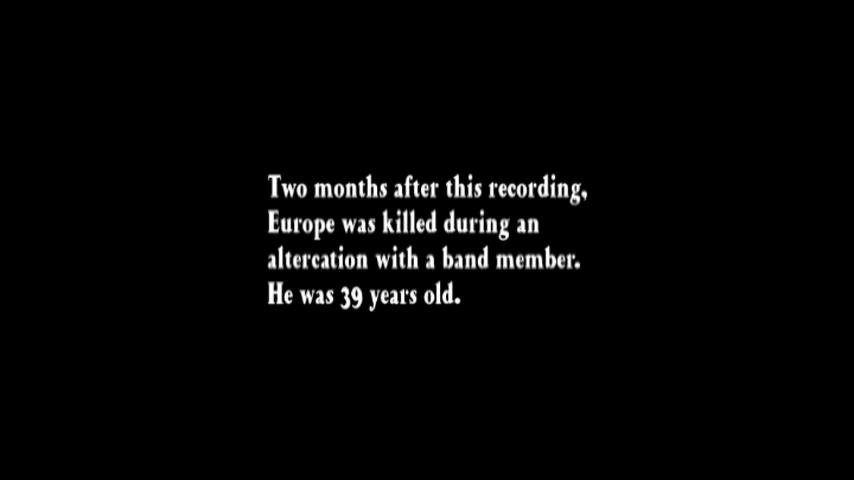 Two months after this recording,
Europe was killed during an
altercation with a band member.
He was 39 years old.